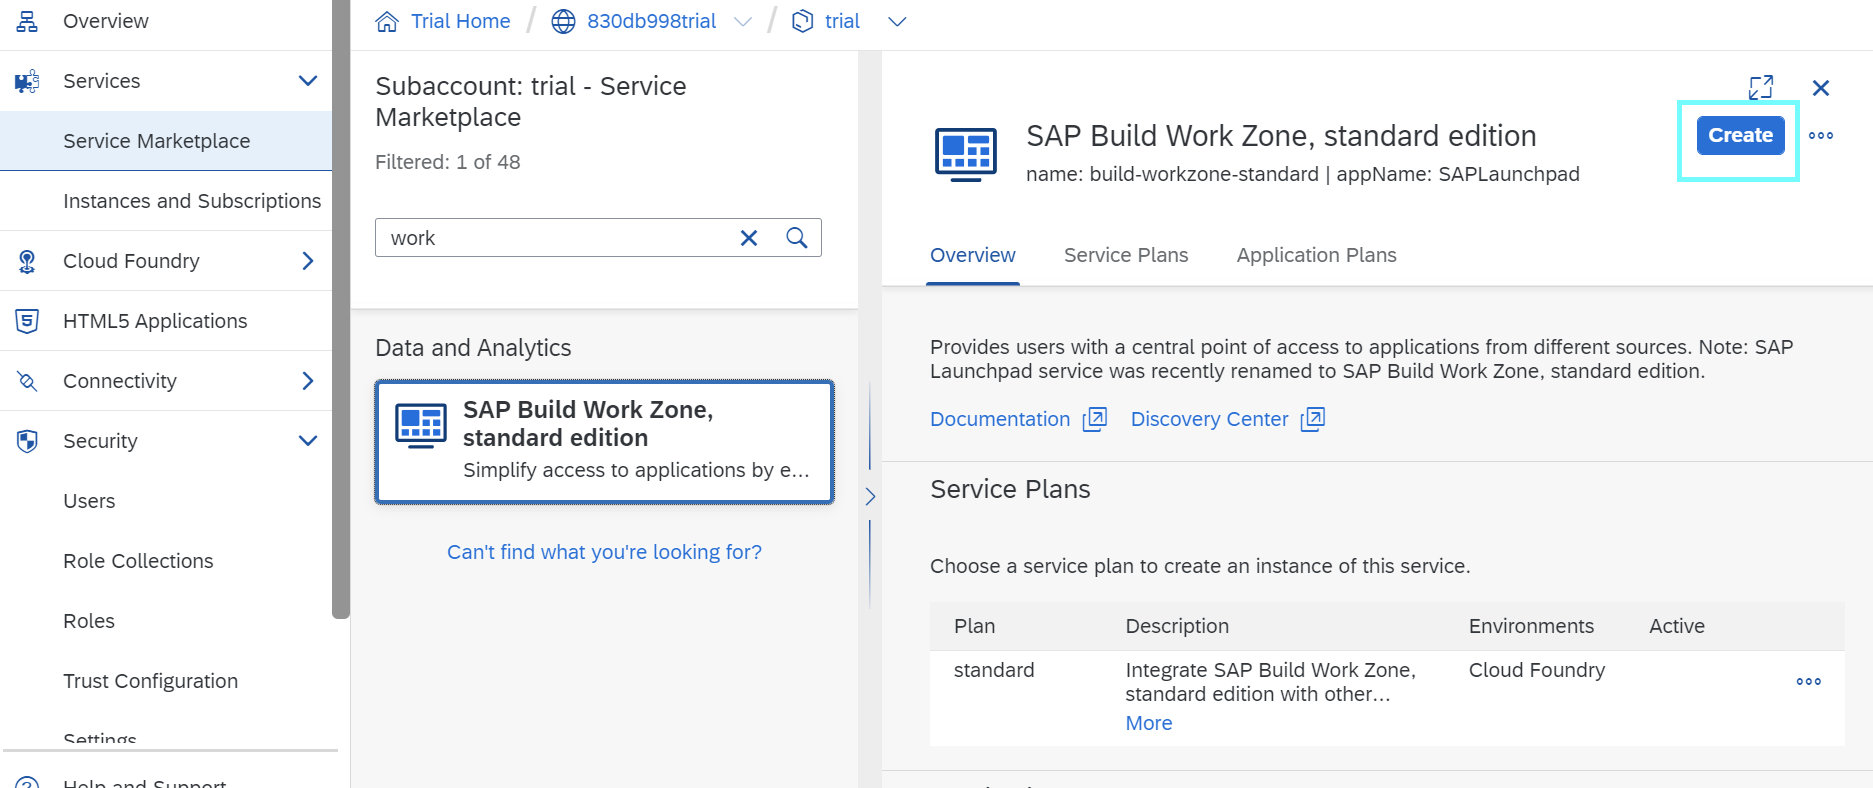 Overview
Services
Service Marketplace
Instances and Subscriptions
Cloud Foundry
HTML5 Applications
Connectivity
Security
Users
Role Collections
Roles
Trust Configuration
Settings
Help and Support
Trial Home / 830db998trial / trial
Subaccount: trial - Service
Marketplace
Filtered: 1 of 48
work
Data and Analytics
SAP Build Work Zone,
standard edition
Simplify access to applications by e...
Can't find what you're looking for?
SAP Build Work Zone, standard edition
Create
name: build-workzone-standard | appName: SAPLaunchpad
Overview Service Plans Application Plans
Provides users with a central point of access to applications from different sources. Note: SAP
Launchpad service was recently renamed to SAP Build Work Zone, standard edition.
Documentation Discovery Center
Service Plans
Choose a service plan to create an instance of this service.
Plan Description Environments Active
standard Integrate SAP Build Work Zone, Cloud Foundry
standard edition with other...
More